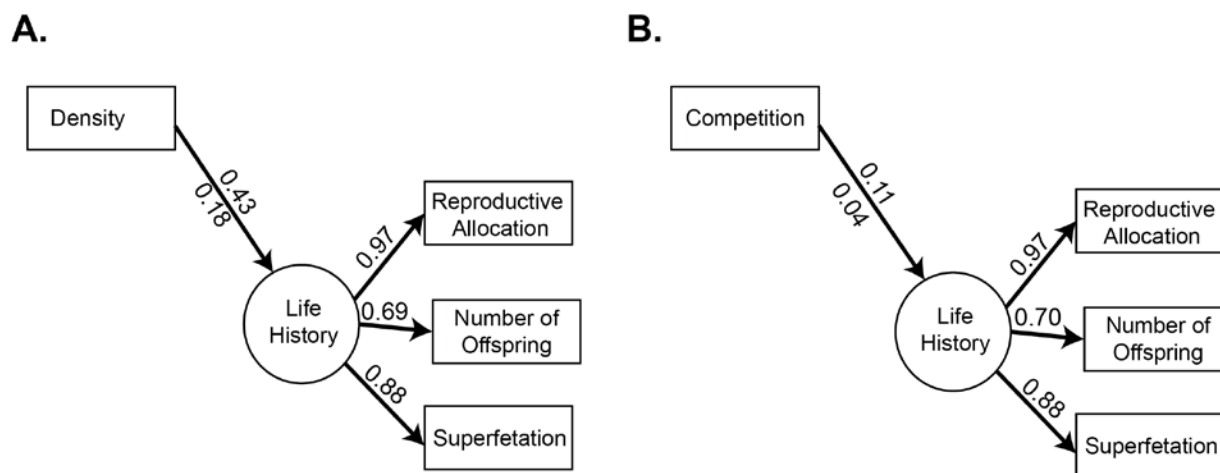 A.
Density
0.43
0.18
Life
History
0.97
Reproductive
Allocation
0.69
Number of
Offspring
0.88
Superfetation
B.
Competition
0.11
0.04
Life
History
0.97
Reproductive
Allocation
0.70
Number of
Offspring
0.88
Superfetation